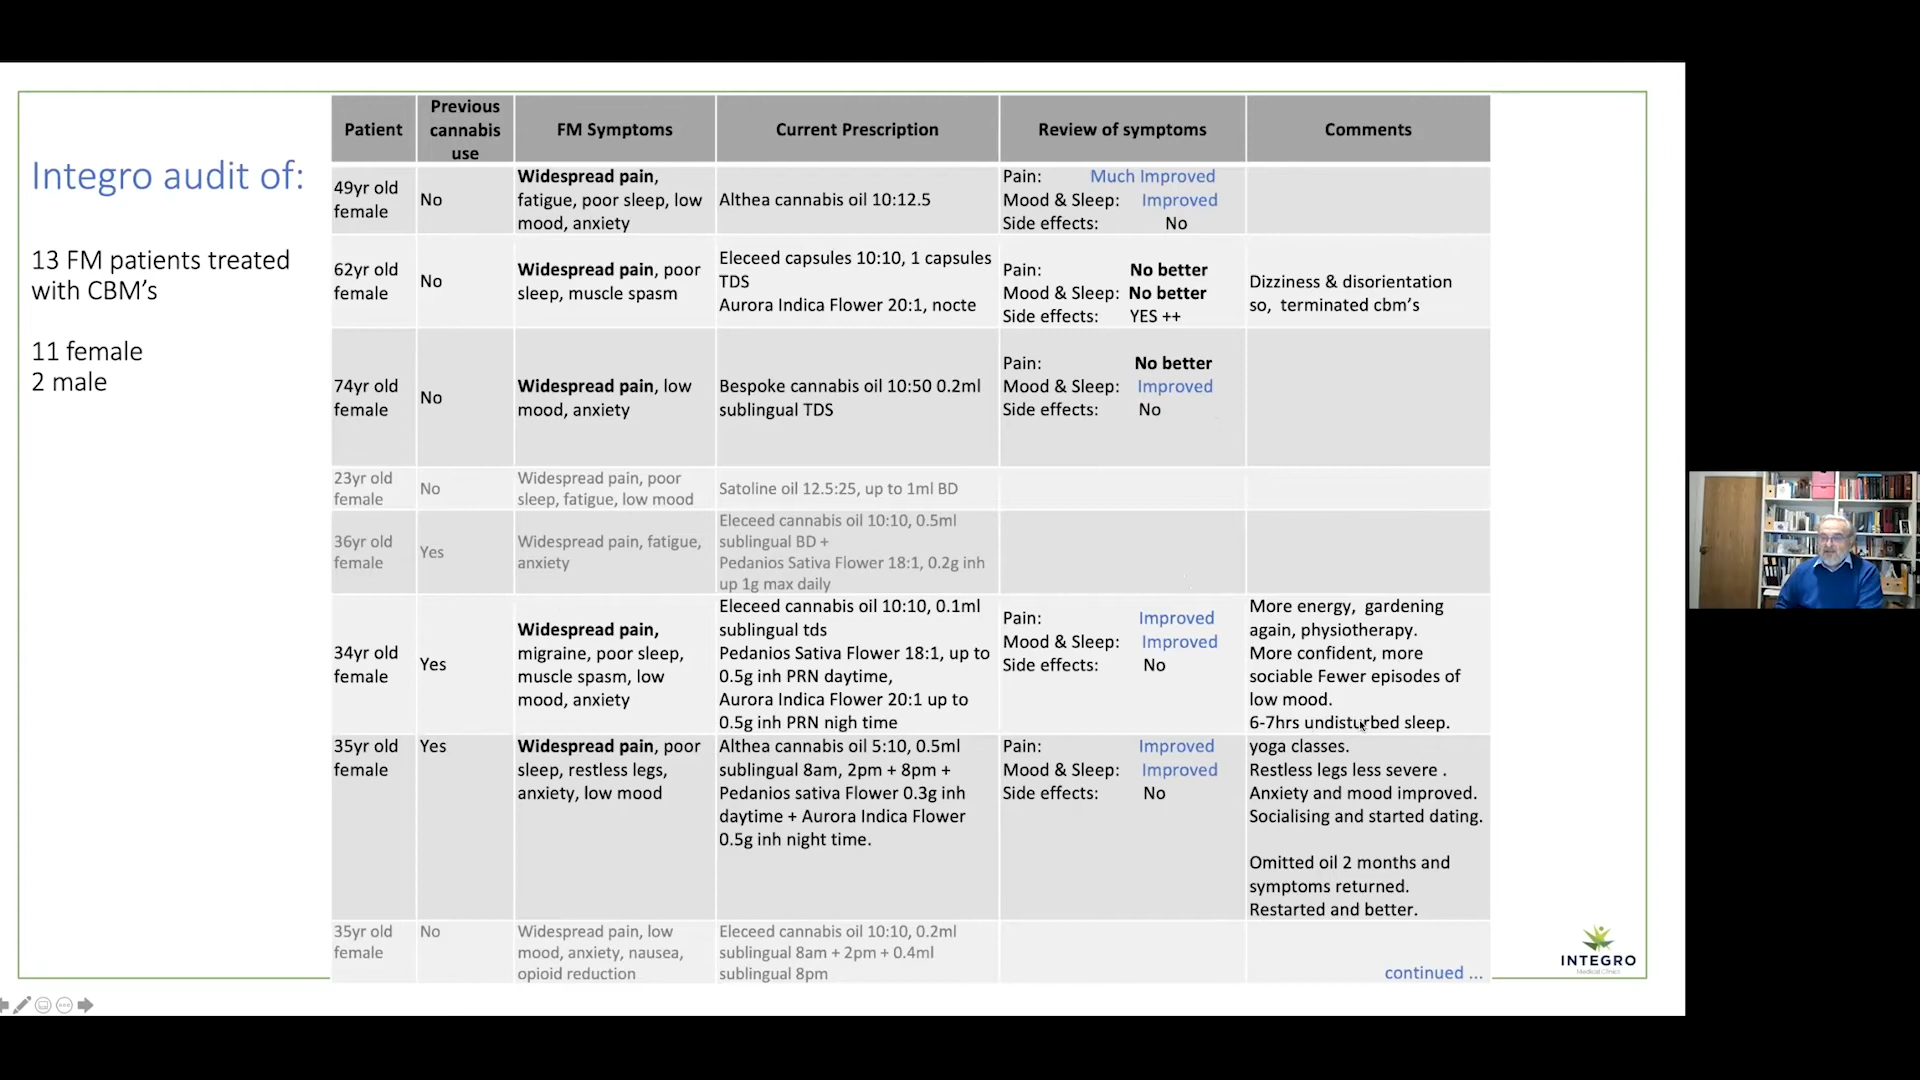 Integro audit of:
13 FM patients treated
with CBM's
11 female
2 male
Patient
Previous
cannabis
use
FM Symptoms
Current Prescription
Review of symptoms
Comments
49yr old
female
No
Widespread pain,
fatigue, poor sleep, low
mood, anxiety
Althea cannabis oil 10:12.5
Pain: Much Improved
Mood & Sleep: Improved
Side effects: No
62yr old
female
No
Widespread pain, poor
sleep, muscle spasm
Eleceed capsules 10:10, 1 capsules
TDS
Aurora Indica Flower 20:1, nocte
Pain: No better
Mood & Sleep: No better
Side effects: YES ++
Dizziness & disorientation
so, terminated cbm's
74yr old
female
No
Widespread pain, low
mood, anxiety
Bespoke cannabis oil 10:50 0.2ml
sublingual TDS
Pain: No better
Mood & Sleep: Improved
Side effects: No
23yr old
female
No
Widespread pain, poor
sleep, fatigue, low mood
Satoline oil 12.5:25, up to 1ml BD
36yr old
female
Yes
Widespread pain, fatigue,
anxiety
Eleceed cannabis oil 10:10, 0.5ml
sublingual BD +
Pedanios Sativa Flower 18:1, 0.2g inh
up 1g max daily
34yr old
female
Yes
Widespread pain,
migraine, poor sleep,
muscle spasm, low
mood, anxiety
Eleceed cannabis oil 10:10, 0.1ml
sublingual tds
Pedanios Sativa Flower 18:1, up to
0.5g inh PRN daytime,
Aurora Indica Flower 20:1 up to
0.5g inh PRN nigh time
Pain: Improved
Mood & Sleep: Improved
Side effects: No
More energy, gardening
again, physiotherapy.
More confident, more
sociable Fewer episodes of
low mood.
6-7hrs undisturbed sleep.
35yr old
female
Yes
Widespread pain, poor
sleep, restless legs,
anxiety, low mood
Althea cannabis oil 5:10, 0.5ml
sublingual 8am, 2pm + 8pm +
Pedanios sativa Flower 0.3g inh
daytime + Aurora Indica Flower
0.5g inh night time.
Pain: Improved
Mood & Sleep: Improved
Side effects: No
yoga classes.
Restless legs less severe .
Anxiety and mood improved.
Socialising and started dating.
Omitted oil 2 months and
symptoms returned.
Restarted and better.
35yr old
female
No
Widespread pain, low
mood, anxiety, nausea,
opioid reduction
Eleceed cannabis oil 10:10, 0.2ml
sublingual 8am + 2pm + 0.4ml
sublingual 8pm
continued ...
INTEGRO
Medical Clinics